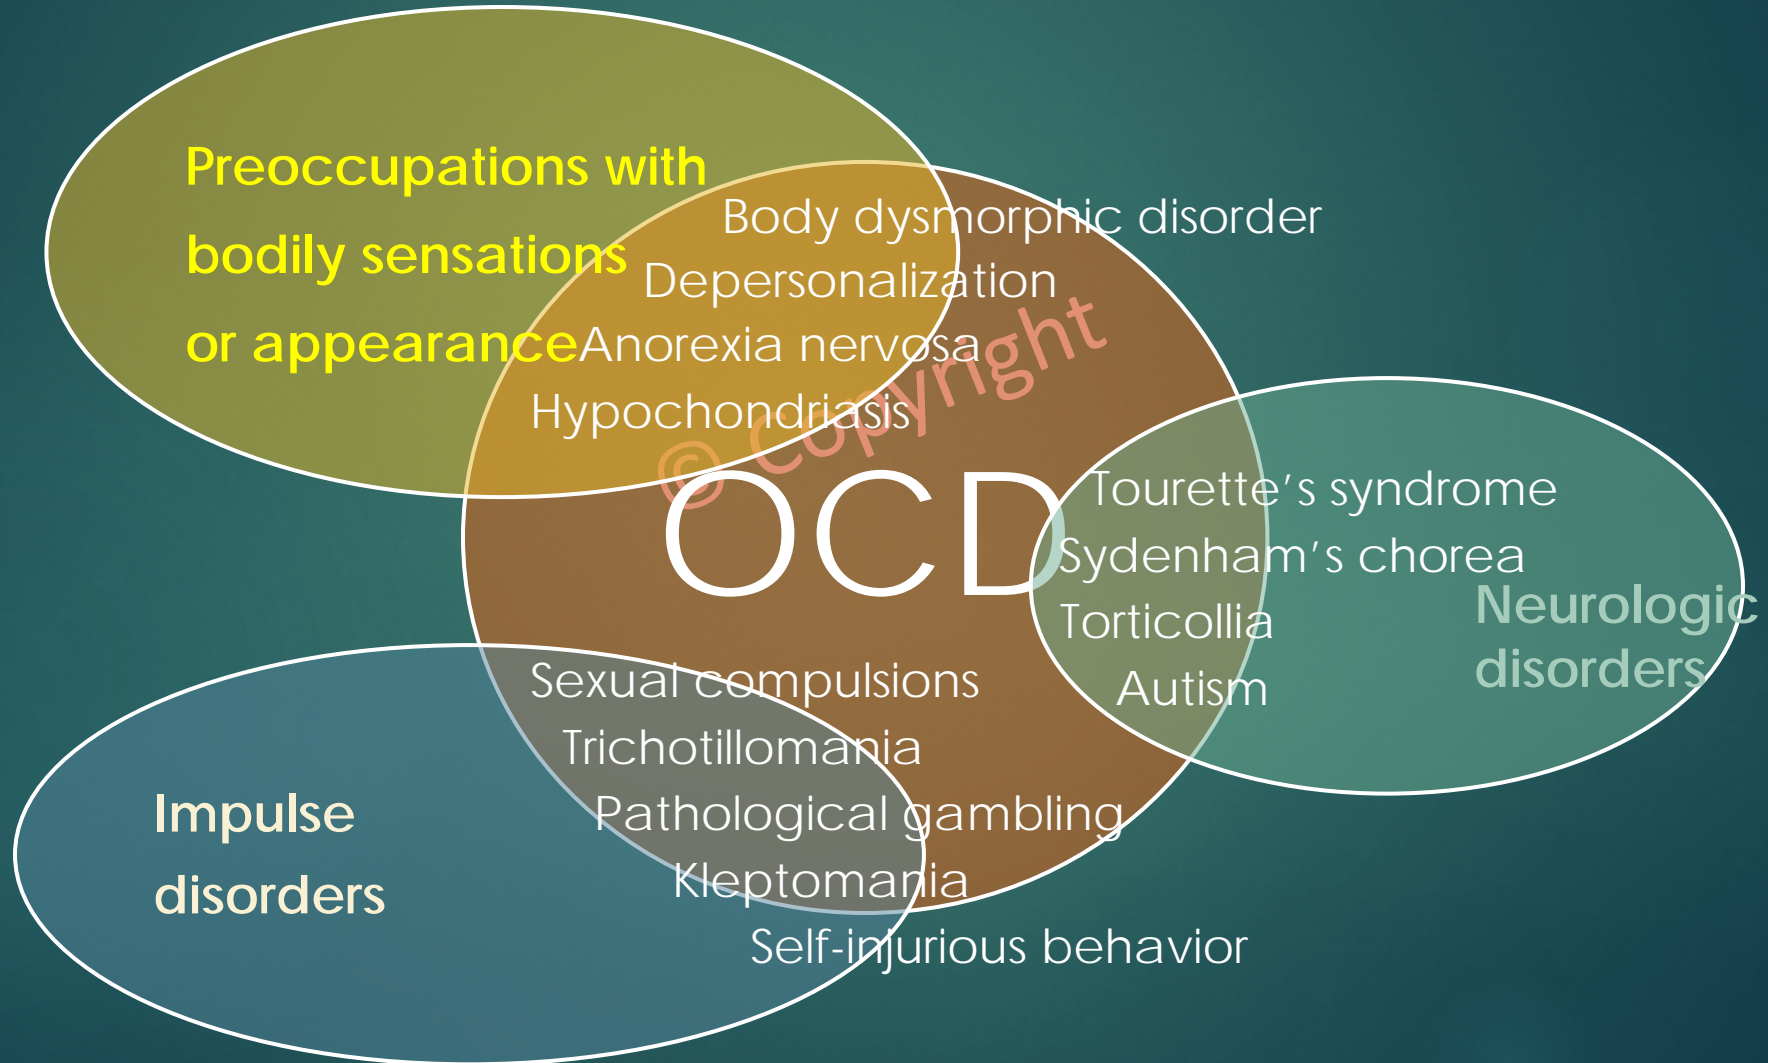 Preoccupations with
bodily sensations
or appearance
Body dysmorphic disorder
Depersonalization
Anorexia nervosa
Hypochondriasis
© Copyright
OCD
Tourette’s syndrome
Sydenham’s chorea
Torticollia
Autism
Neurologic
disorders
Sexual compulsions
Trichotillomania
Pathological gambling
Kleptomania
Self-injurious behavior
Impulse
disorders